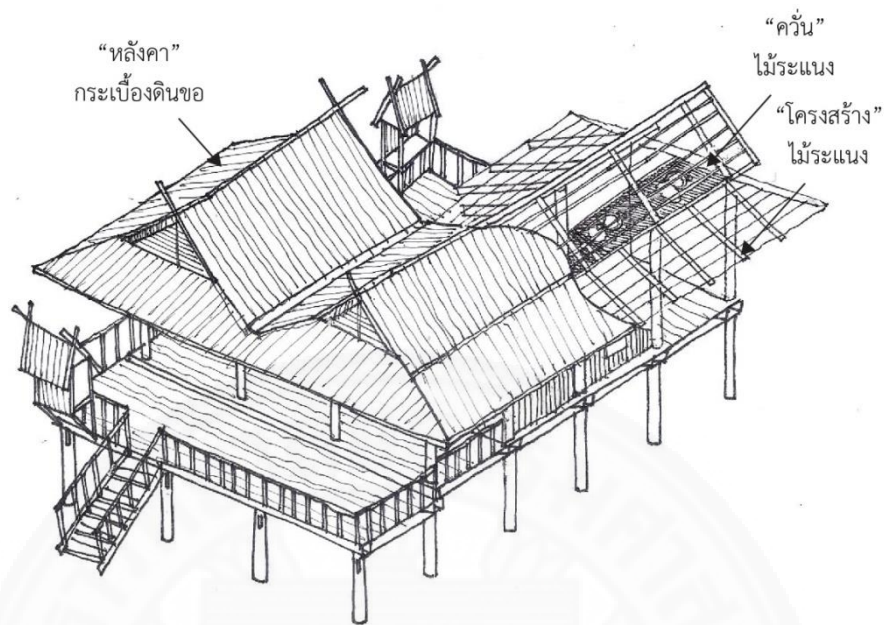 “หลังคา”
กระเบื้องดินขอ
“ควั่น”
ไม้ระแนง
“โครงสร้าง”
ไม้ระแนง